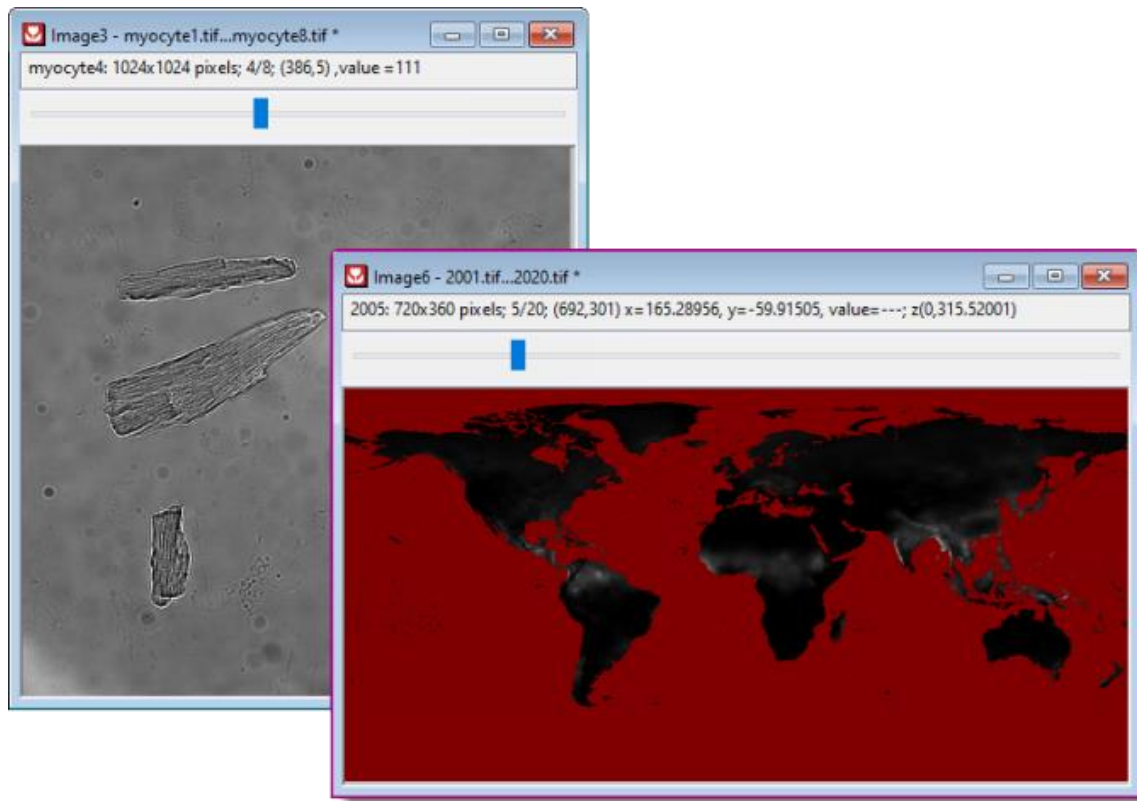 Image3 - myocyte1.tif...myocyte8.tif *
myocyte4: 1024x1024 pixels; 4/8; (386,5) ,value =111
Image6 - 2001.tif...2020.tif *
2005: 720x360 pixels; 5/20; (692,301) x=165.28956, y=-59.91505, value=---; z(0,315.52001)